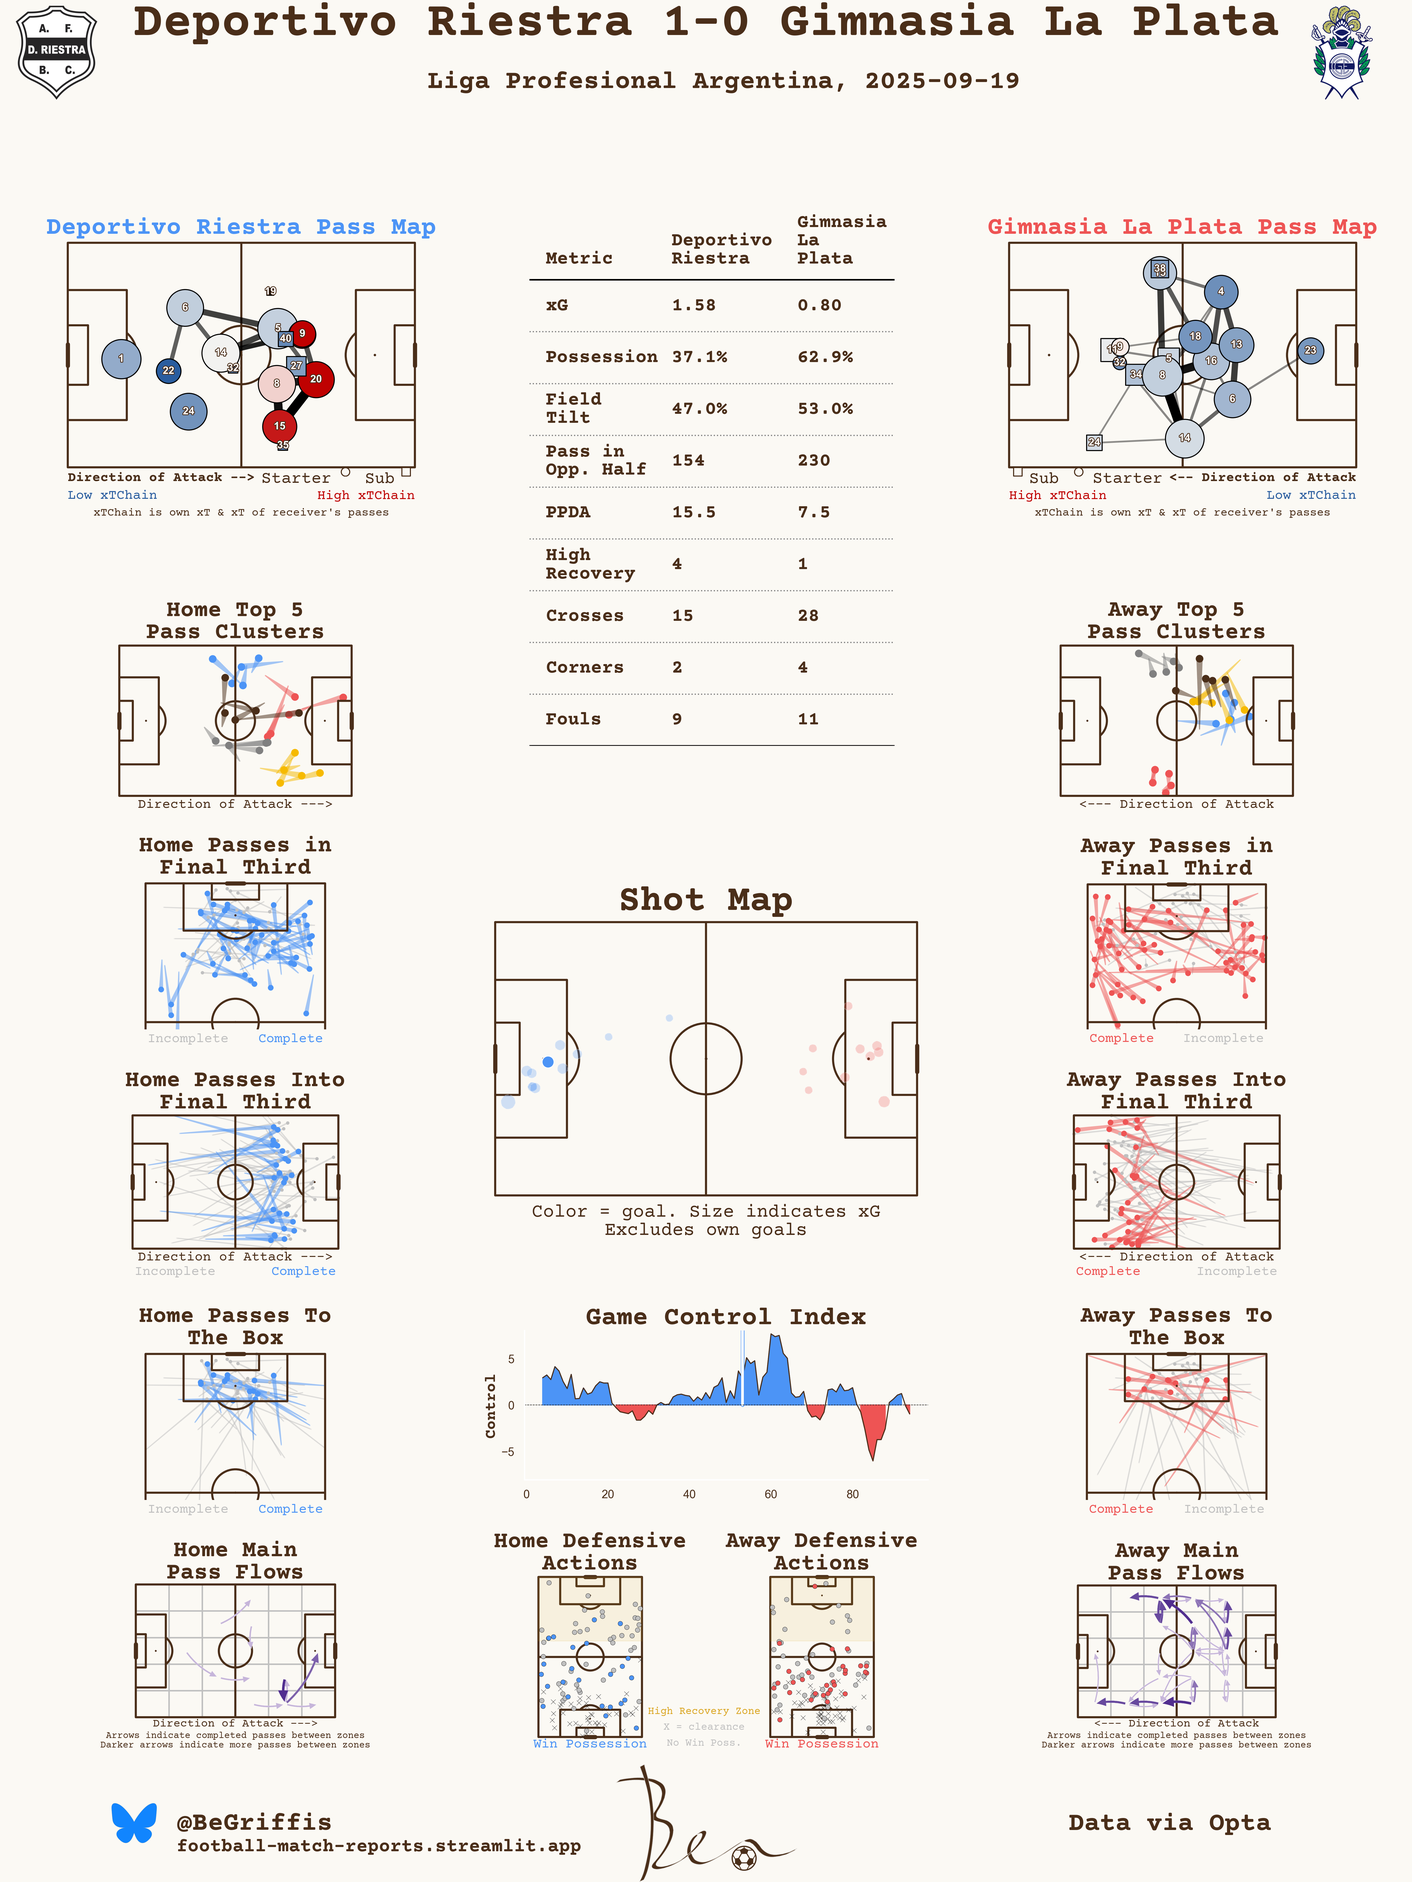 Deportivo Riestra 1-0 Gimnasia La Plata
Liga Profesional Argentina, 2025-09-19
A. F.
D. RIESTRA
B. C.
Deportivo Riestra Pass Map
1
6
22
24
14
32
19
5
40
9
27
8
20
15
35
Direction of Attack --> Starter Sub
Low xTChain High xTChain
xTChain is own xT & xT of receiver's passes
Metric Deportivo Riestra Gimnasia La Plata
xG 1.58 0.80
Possession 37.1% 62.9%
Field Tilt 47.0% 53.0%
Pass in Opp. Half 154 230
PPDA 15.5 7.5
High Recovery 4 1
Crosses 15 28
Corners 2 4
Fouls 9 11
Gimnasia La Plata Pass Map
38
4
18
13
23
16
5
9
32
34
8
6
24
14
Sub Starter <-- Direction of Attack
High xTChain Low xTChain
xTChain is own xT & xT of receiver's passes
Home Top 5
Pass Clusters
Direction of Attack --->
Away Top 5
Pass Clusters
<--- Direction of Attack
Home Passes in
Final Third
Incomplete Complete
Away Passes in
Final Third
Complete Incomplete
Shot Map
Color = goal. Size indicates xG
Excludes own goals
Home Passes Into
Final Third
Direction of Attack --->
Incomplete Complete
Away Passes Into
Final Third
<--- Direction of Attack
Complete Incomplete
Home Passes To
The Box
Incomplete Complete
Game Control Index
Control
5
0
−5
0 20 40 60 80
Away Passes To
The Box
Complete Incomplete
Home Main
Pass Flows
Direction of Attack --->
Arrows indicate completed passes between zones
Darker arrows indicate more passes between zones
Home Defensive
Actions
Win Possession
High Recovery Zone
X = clearance
No Win Poss.
Away Defensive
Actions
Win Possession
Away Main
Pass Flows
<--- Direction of Attack
Arrows indicate completed passes between zones
Darker arrows indicate more passes between zones
@BeGriffis
football-match-reports.streamlit.app
Ben
Data via Opta